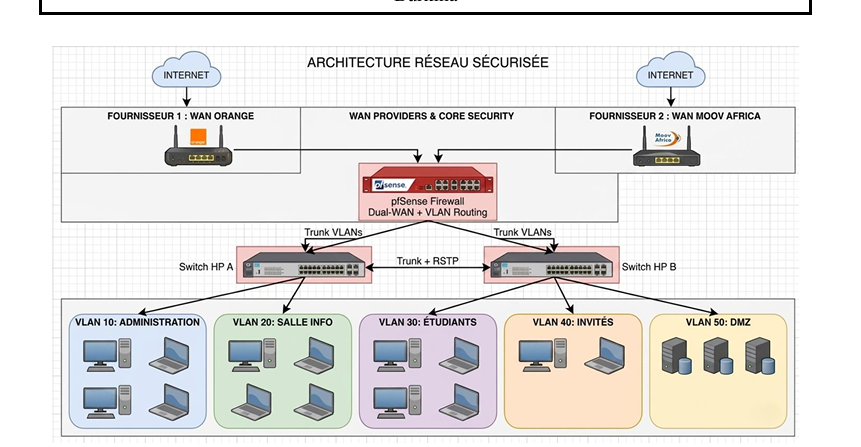 ARCHITECTURE RÉSEAU SÉCURISÉE
INTERNET
INTERNET
FOURNISSEUR 1 : WAN ORANGE
WAN PROVIDERS & CORE SECURITY
FOURNISSEUR 2 : WAN MOOV AFRICA
orange
Moov
Africa
pfsense
pfSense Firewall
Dual-WAN + VLAN Routing
Trunk VLANs
Trunk VLANs
Switch HP A
Trunk + RSTP
Switch HP B
VLAN 10: ADMINISTRATION
VLAN 20: SALLE INFO
VLAN 30: ÉTUDIANTS
VLAN 40: INVITÉS
VLAN 50: DMZ